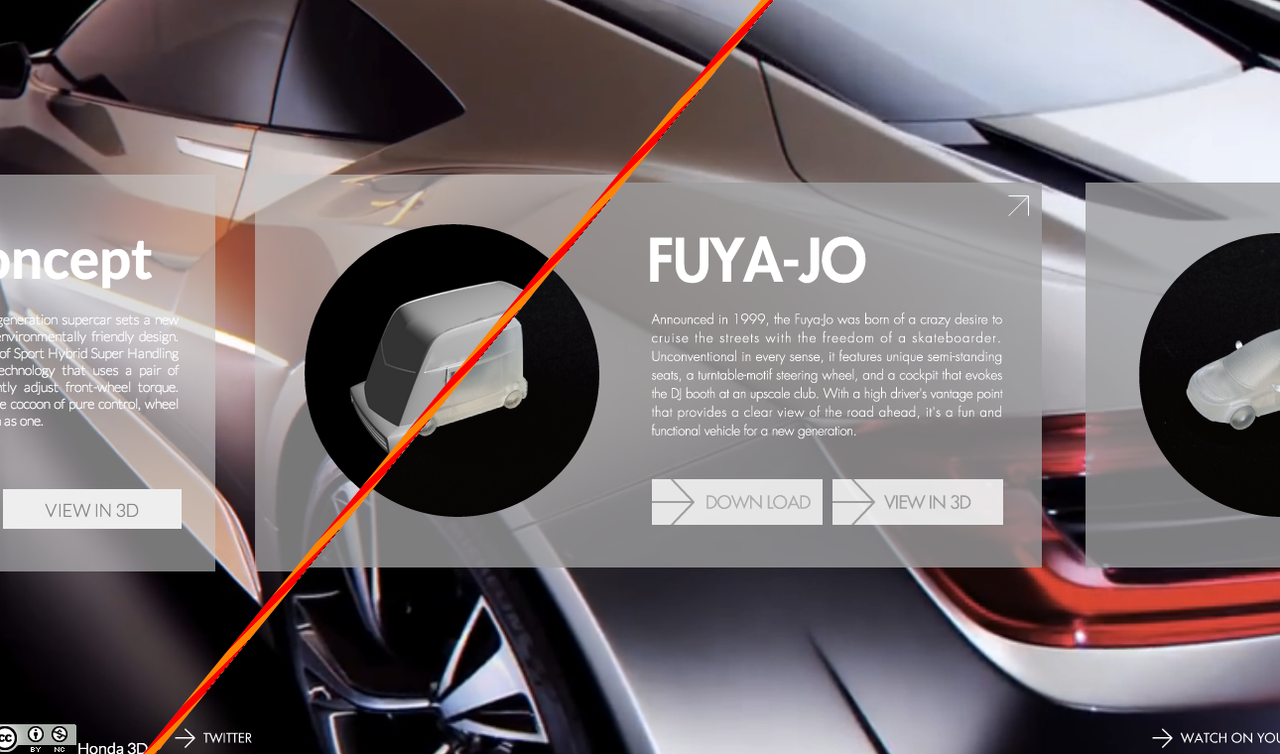 oncept
generation supercar sets a new
nvironmentally friendly design.
of Sport Hybrid Super Handling
echnology that uses a pair of
ntly adjust front-wheel torque.
e cocoon of pure control, wheel
as one.
VIEW IN 3D
FUYA-JO
Announced in 1999, the Fuya-Jo was born of a crazy desire to
cruise the streets with the freedom of a skateboarder.
Unconventional in every sense, it features unique semi-standing
seats, a turntable-motif steering wheel, and a cockpit that evokes
the DJ booth at an upscale club. With a high driver's vantage point
that provides a clear view of the road ahead, it's a fun and
functional vehicle for a new generation.
DOWN LOAD
VIEW IN 3D
cc BY NC
Honda 3D
TWITTER
WATCH ON YOU